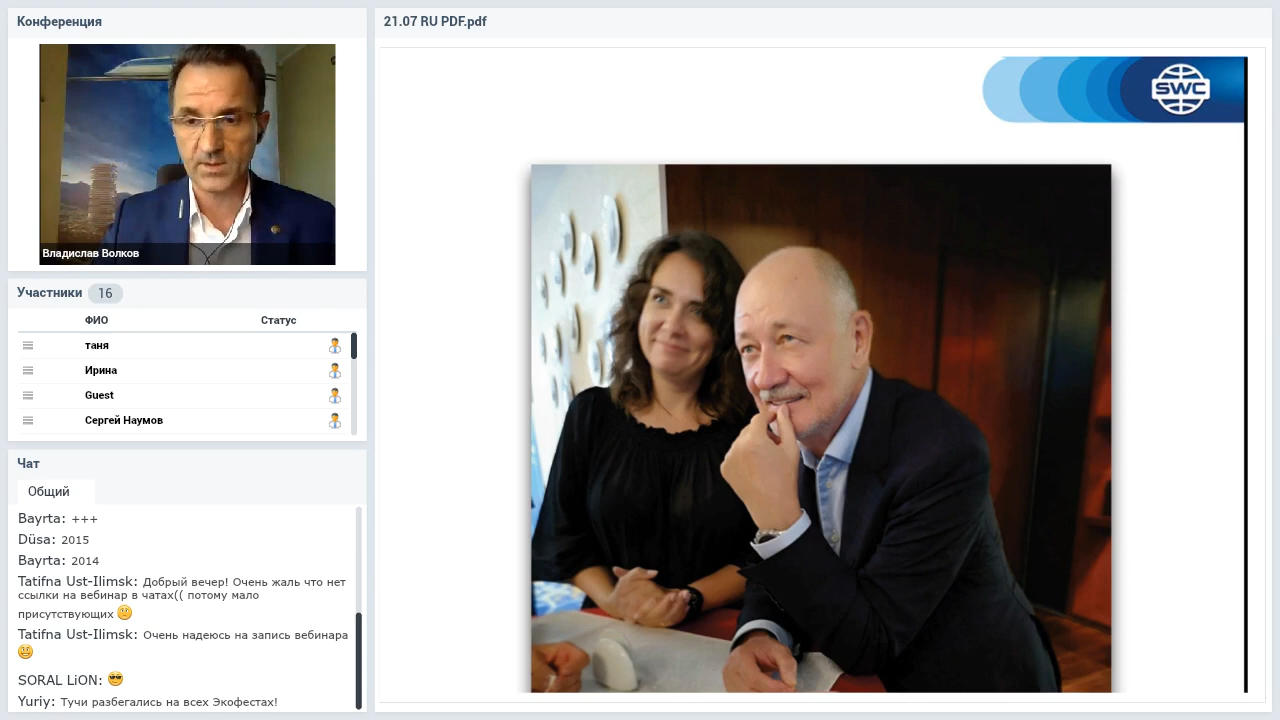 Конференция
Владислав Волков
Участники 16
ФИО Статус
таня
Ирина
Guest
Сергей Наумов
Чат
Общий
Bayrta: +++
Düsa: 2015
Bayrta: 2014
Tatifna Ust-Ilimsk: Добрый вечер! Очень жаль что нет
ссылки на вебинар в чатах(( потому мало
присутствующих
Tatifna Ust-Ilimsk: Очень надеюсь на запись вебинара
SORAL LiON:
Yuriy: Тучи разбегались на всех Экофестах!
21.07 RU PDF.pdf
SWC